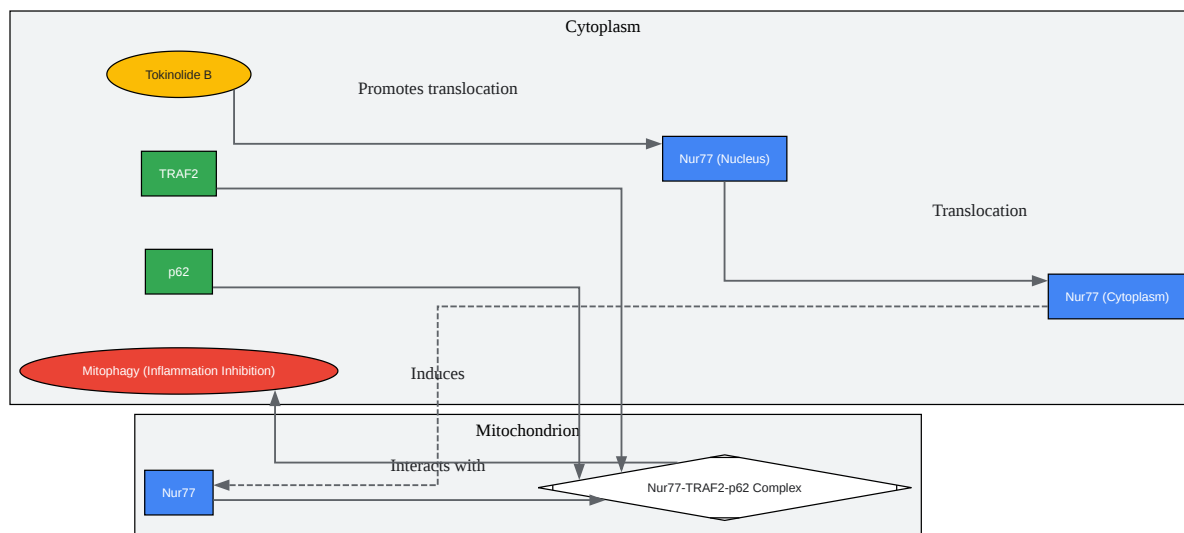 Cytoplasm
Tokinolide B
Promotes translocation
Nur77 (Nucleus)
TRAF2
Translocation
p62
Nur77 (Cytoplasm)
Mitophagy (Inflammation Inhibition)
Induces
Mitochondrion
Interacts with
Nur77
Nur77-TRAF2-p62 Complex